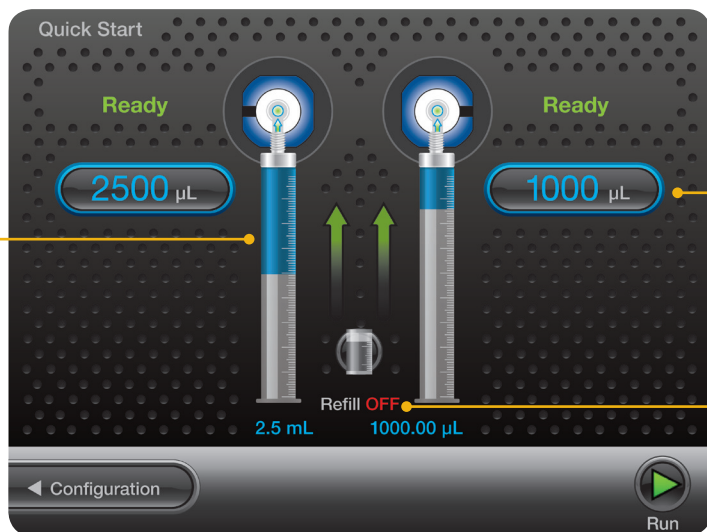 Quick Start
Ready
Ready
2500 µL
1000 µL
Refill OFF
2.5 mL
1000.00 µL
Configuration
Run